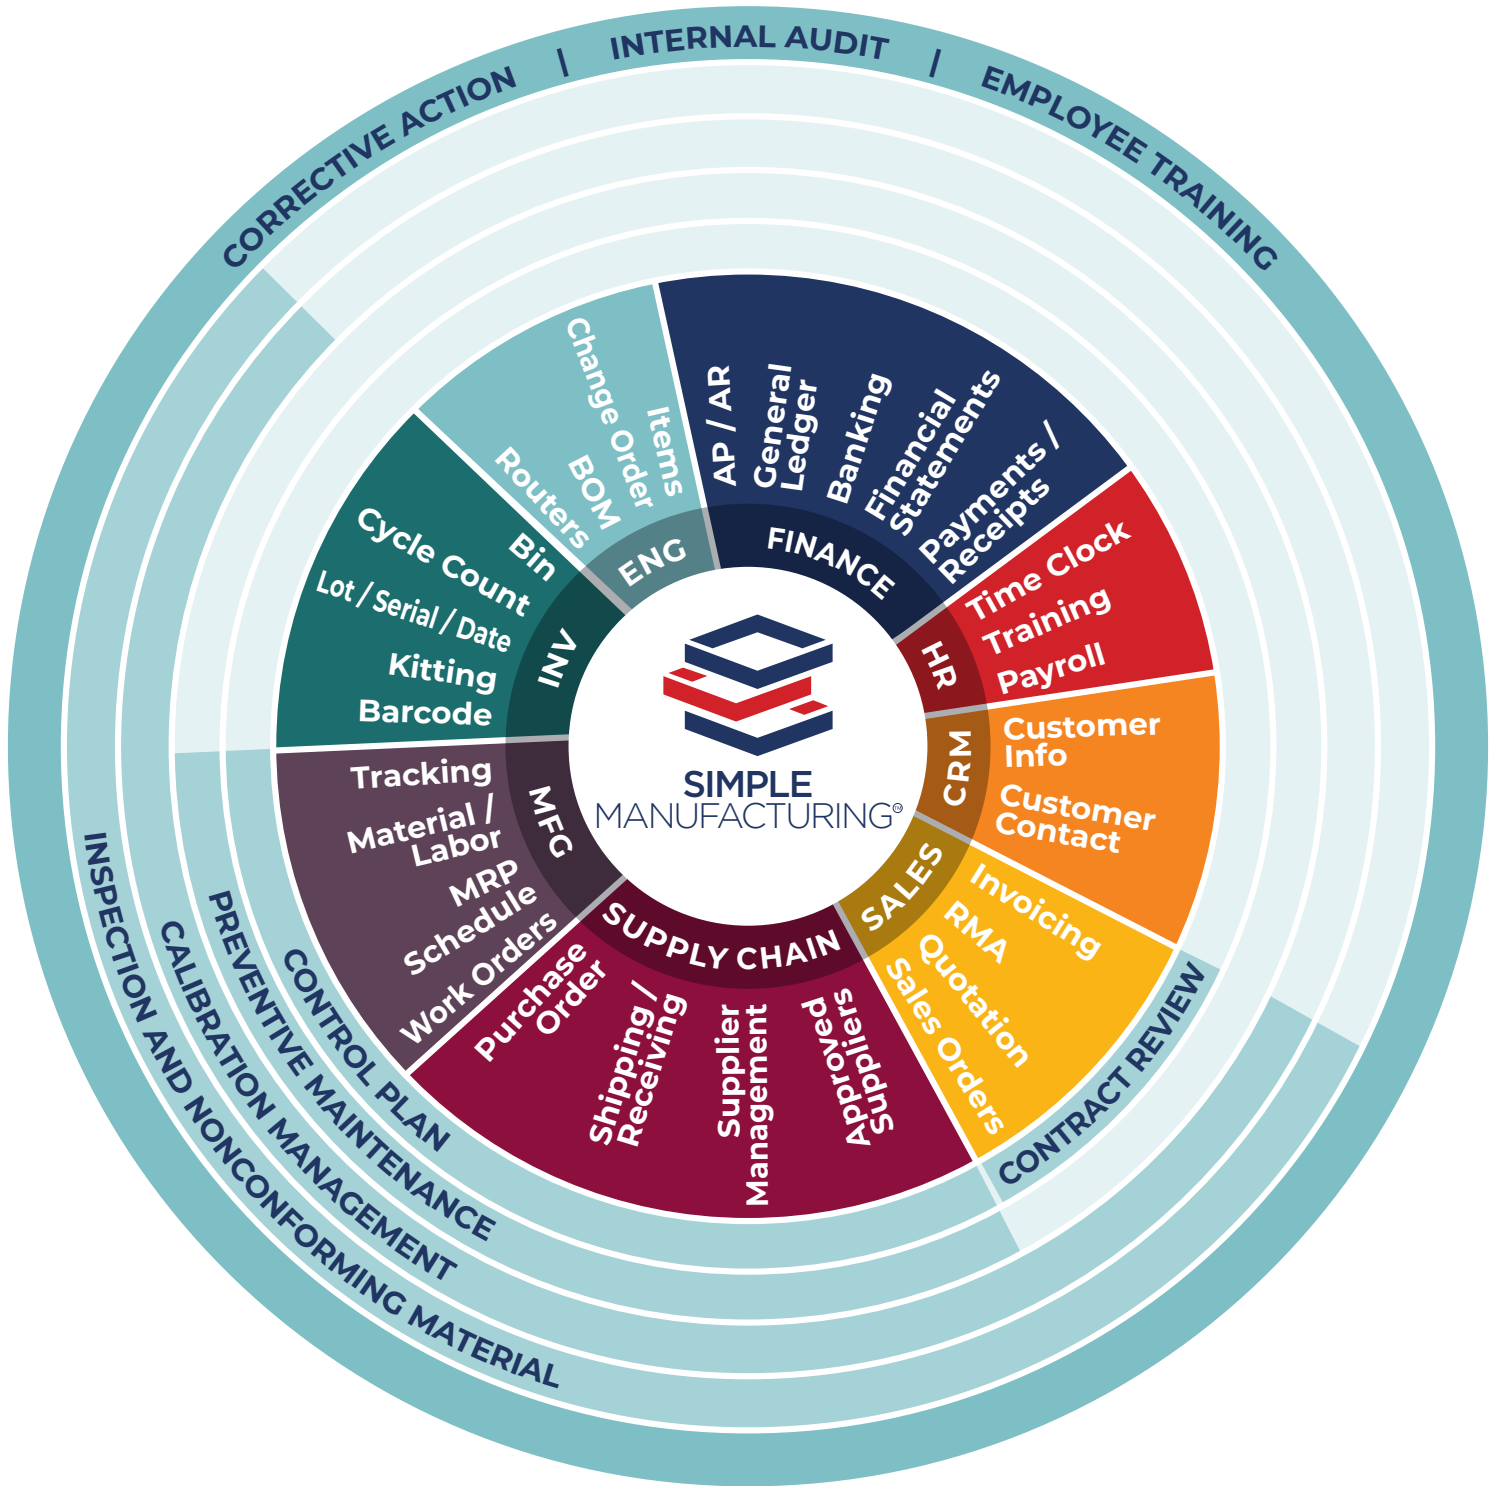 CORRECTIVE ACTION | INTERNAL AUDIT | EMPLOYEE TRAINING
INSPECTION AND NONCONFORMING MATERIAL
CALIBRATION MANAGEMENT
PREVENTIVE MAINTENANCE
CONTROL PLAN
CONTRACT REVIEW
FINANCE
AP / AR
General
Ledger
Banking
Financial
Statements
Payments /
Receipts
HR
Time Clock
Training
Payroll
CRM
Customer
Info
Customer
Contact
SALES
Invoicing
RMA
Quotation
Sales Orders
SUPPLY CHAIN
Approved
Suppliers
Supplier
Management
Shipping /
Receiving
Purchase
Order
MFG
Tracking
Material /
Labor
MRP
Schedule
Work Orders
INV
Bin
Cycle Count
Lot / Serial / Date
Kitting
Barcode
ENG
Routers
BOM
Change Order
Items
SIMPLE
MANUFACTURING™